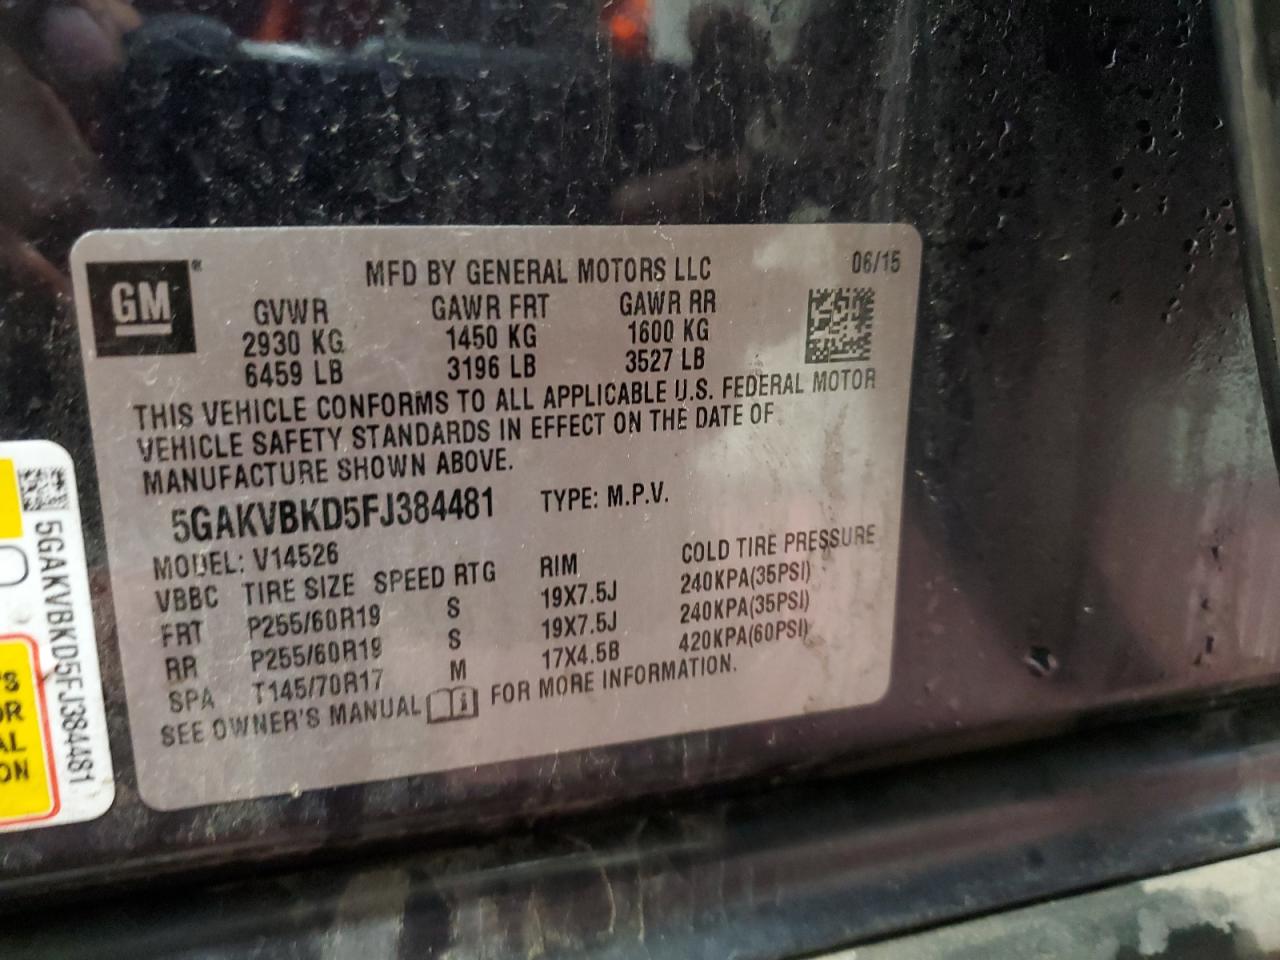 GM
MFD BY GENERAL MOTORS LLC 06/15
GVWR GAWR FRT GAWR RR
2930 KG 1450 KG 1600 KG
6459 LB 3196 LB 3527 LB
THIS VEHICLE CONFORMS TO ALL APPLICABLE U.S. FEDERAL MOTOR
VEHICLE SAFETY STANDARDS IN EFFECT ON THE DATE OF
MANUFACTURE SHOWN ABOVE.
5GAKVBKD5FJ384481 TYPE: M.P.V.
MODEL: V14526
VBBC TIRE SIZE SPEED RTG RIM COLD TIRE PRESSURE
FRT P255/60R19 S 19X7.5J 240KPA(35PSI)
RR P255/60R19 S 19X7.5J 240KPA(35PSI)
SPA T145/70R17 M 17X4.5B 420KPA(60PSI)
SEE OWNER'S MANUAL FOR MORE INFORMATION.
5GAKVBKD5FJ384481
'S
OR
AL
ON